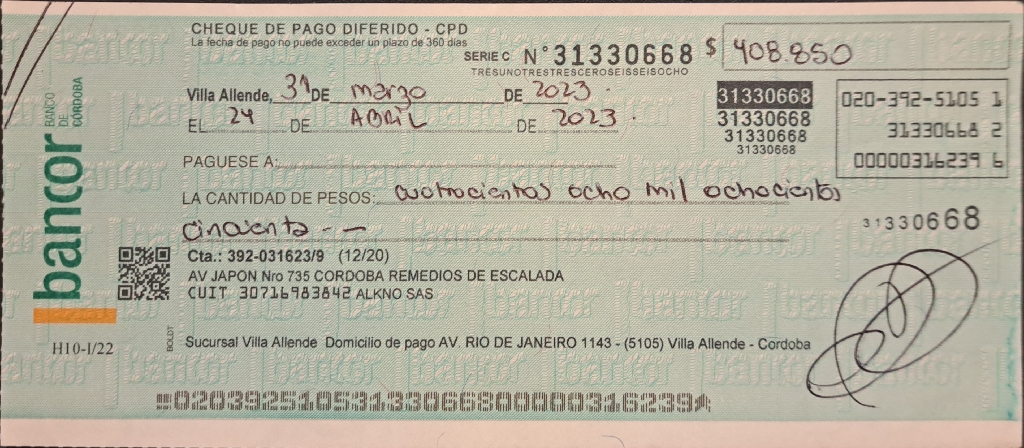 CHEQUE DE PAGO DIFERIDO - CPD
La fecha de pago no puede exceder un plazo de 360 días
SERIE C N° 31330668 $ 408.850
TRESUNOTRESTRESCEROSEISSEISOCHO
Villa Allende, 31 DE marzo DE 2023.
EL 24 DE ABRIL DE 2023.
31330668
31330668
31330668
31330668
020-392-5105 1
31330668 2
00000316239 6
PAGUESE A:
LA CANTIDAD DE PESOS: cuatrocientos ocho mil ochocientos
cincuenta - —
31330668
Cta.: 392-031623/9 (12/20)
AV JAPON Nro 735 CORDOBA REMEDIOS DE ESCALADA
CUIT 30716983842 ALKNO SAS
bancor
BANCO
DE
CÓRDOBA
H10-I/22
BOLDT
Sucursal Villa Allende Domicilio de pago AV. RIO DE JANEIRO 1143 - (5105) Villa Allende - Cordoba
02039251053133066800000316239